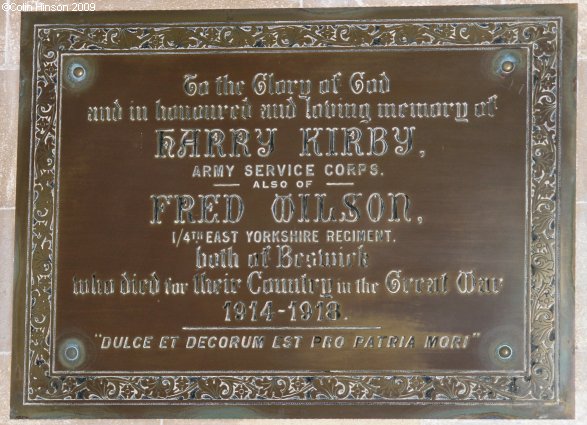 ©Colin Hinson 2009
To the Glory of God
and in honoured and loving memory of
HARRY KIRBY,
ARMY SERVICE CORPS.
ALSO OF
FRED WILSON,
1/4TH EAST YORKSHIRE REGIMENT.
both of Beswick
who died for their Country in the Great War
1914-1918.
"DULCE ET DECORUM EST PRO PATRIA MORI"